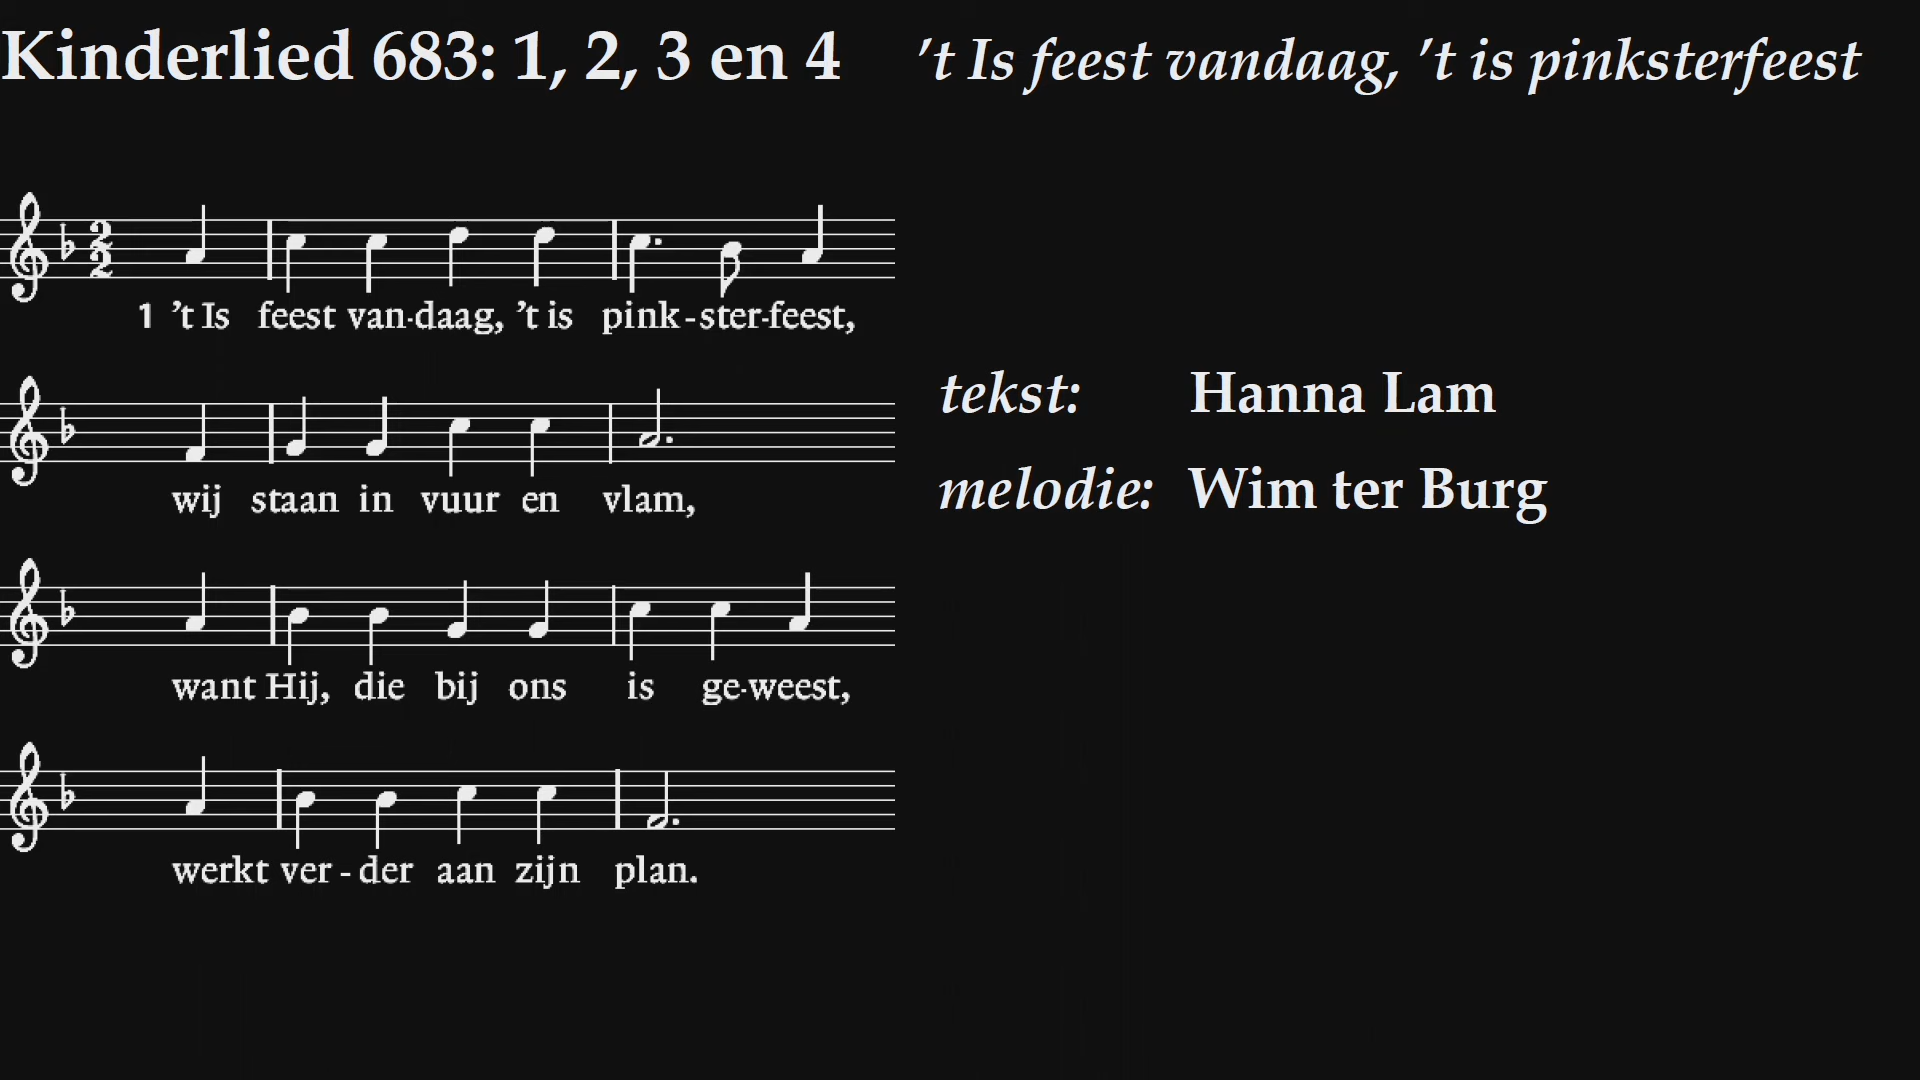 Kinderlied 683: 1, 2, 3 en 4 ’t Is feest vandaag, ’t is pinksterfeest
2
2
1 ’t Is feest van-daag, ’t is pink-ster-feest,
wij staan in vuur en vlam,
want Hij, die bij ons is ge-weest,
werkt ver-der aan zijn plan.
tekst: Hanna Lam
melodie: Wim ter Burg